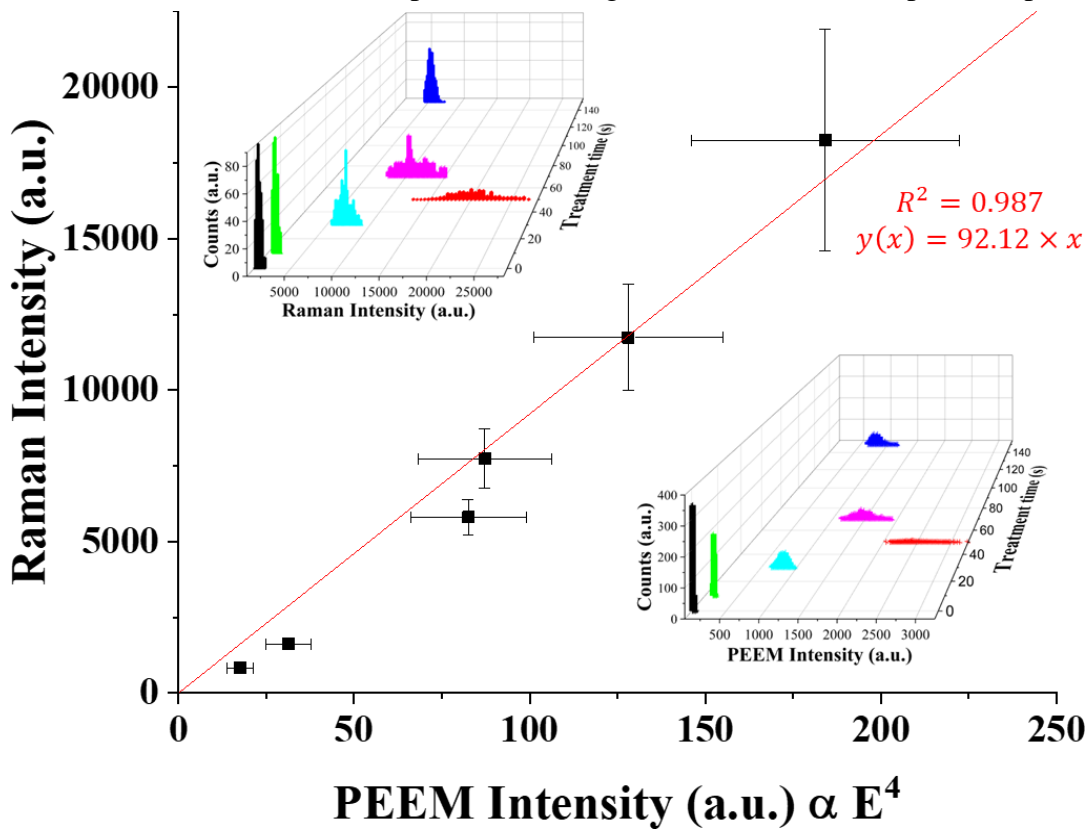 20000
15000
10000
5000
0
Raman Intensity (a.u.)
0 50 100 150 200 250
PEEM Intensity (a.u.) α E⁴
R² = 0.987
y(x) = 92.12 × x
80
60
40
20
0
Counts (a.u.)
5000 10000 15000 20000 25000
Raman Intensity (a.u.)
140
120
100
80
60
40
20
0
Treatment time (s)
400
300
200
100
0
Counts (a.u.)
500 1000 1500 2000 2500 3000
PEEM Intensity (a.u.)
140
120
100
80
60
40
20
0
Treatment time (s)